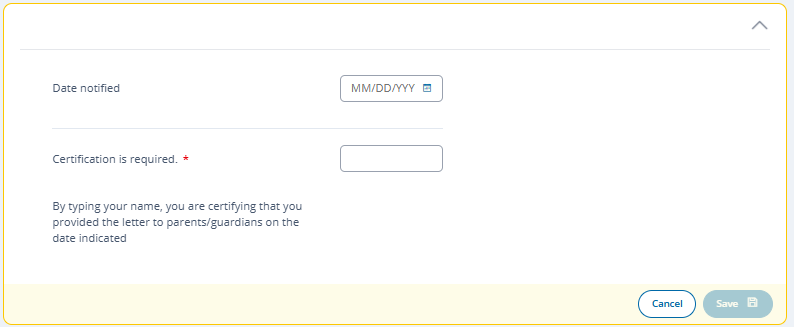 Date notified
MM/DD/YYY
Certification is required. *
By typing your name, you are certifying that you
provided the letter to parents/guardians on the
date indicated
Cancel
Save